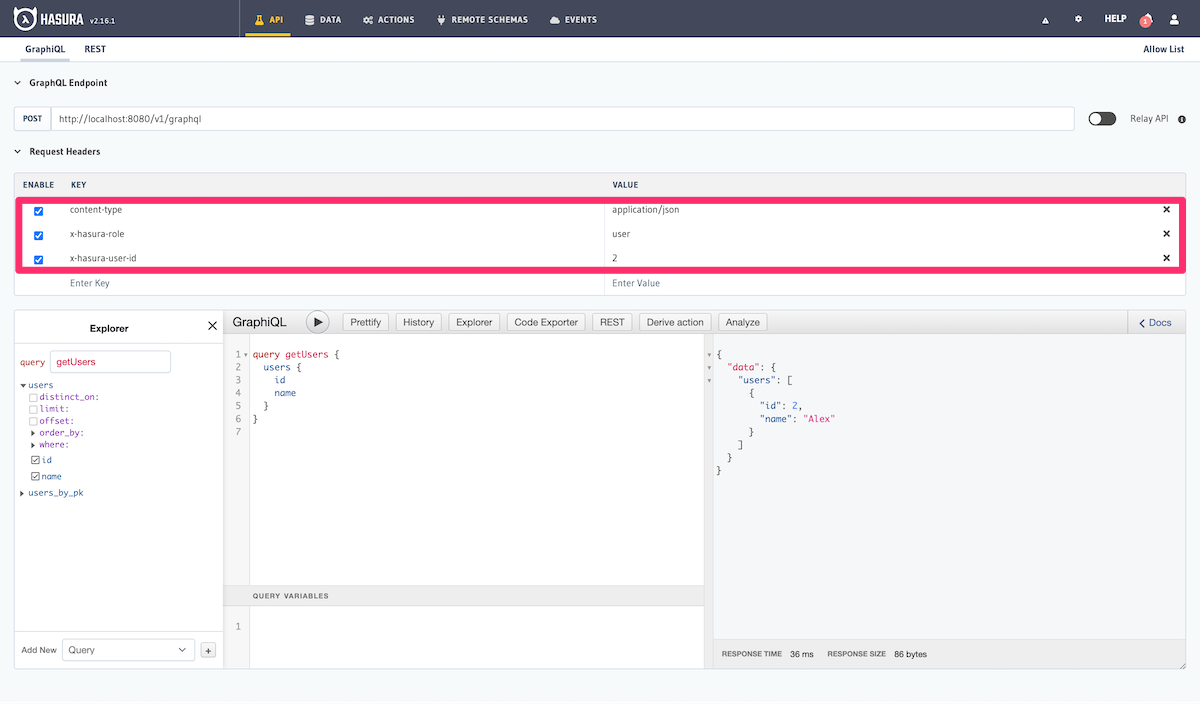 HASURA v2.16.1 API DATA ACTIONS REMOTE SCHEMAS EVENTS HELP 1
GraphiQL REST Allow List
GraphQL Endpoint
POST http://localhost:8080/v1/graphql Relay API
Request Headers
ENABLE KEY VALUE
content-type application/json
x-hasura-role user
x-hasura-user-id 2
Enter Key Enter Value
Explorer
query getUsers
users
distinct_on:
limit:
offset:
order_by:
where:
id
name
users_by_pk
Add New Query +
GraphiQL Prettify History Explorer Code Exporter REST Derive action Analyze Docs
1 query getUsers {
2 users {
3 id
4 name
5 }
6 }
7
QUERY VARIABLES
1
{
"data": {
"users": [
{
"id": 2,
"name": "Alex"
}
]
}
}
RESPONSE TIME 36 ms RESPONSE SIZE 86 bytes